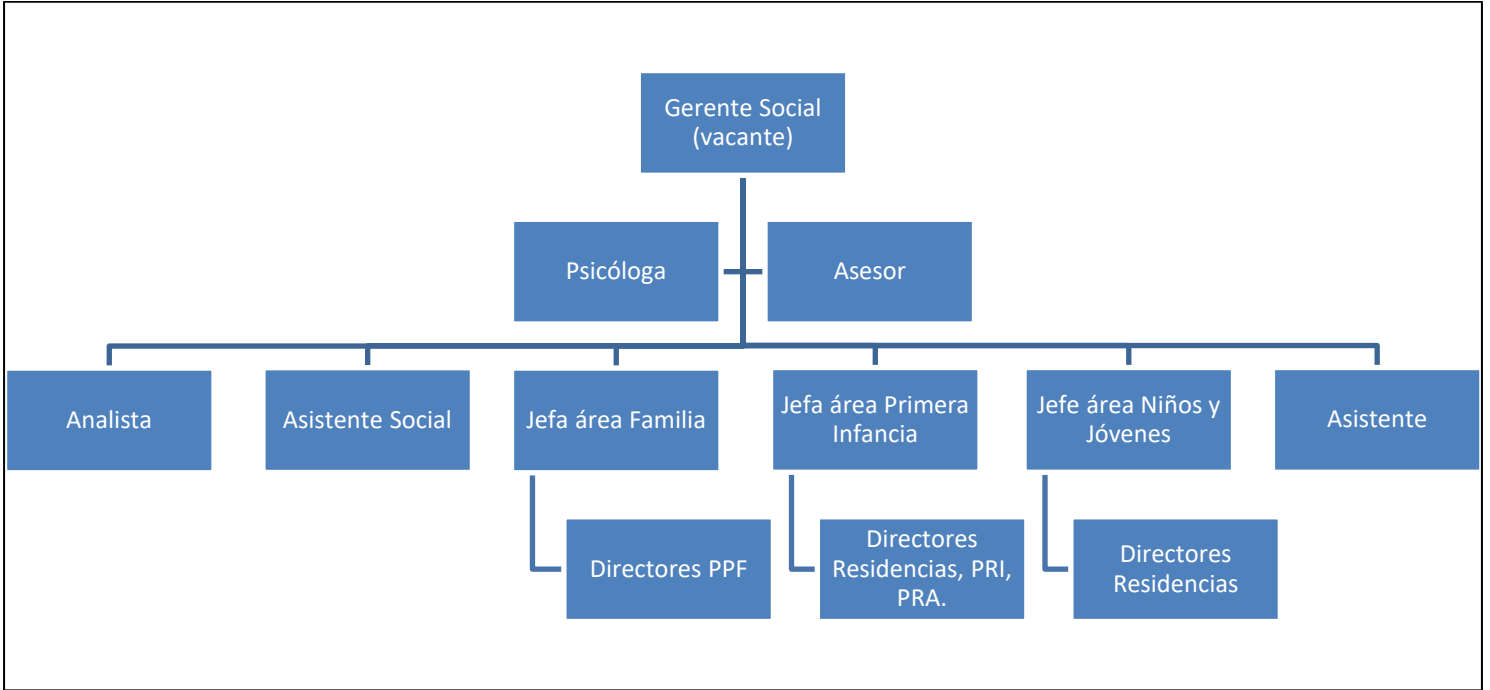 Gerente Social
(vacante)
Psicóloga
Asesor
Analista
Asistente Social
Jefa área Familia
Jefa área Primera
Infancia
Jefe área Niños y
Jóvenes
Asistente
Directores PPF
Directores
Residencias, PRI,
PRA.
Directores
Residencias